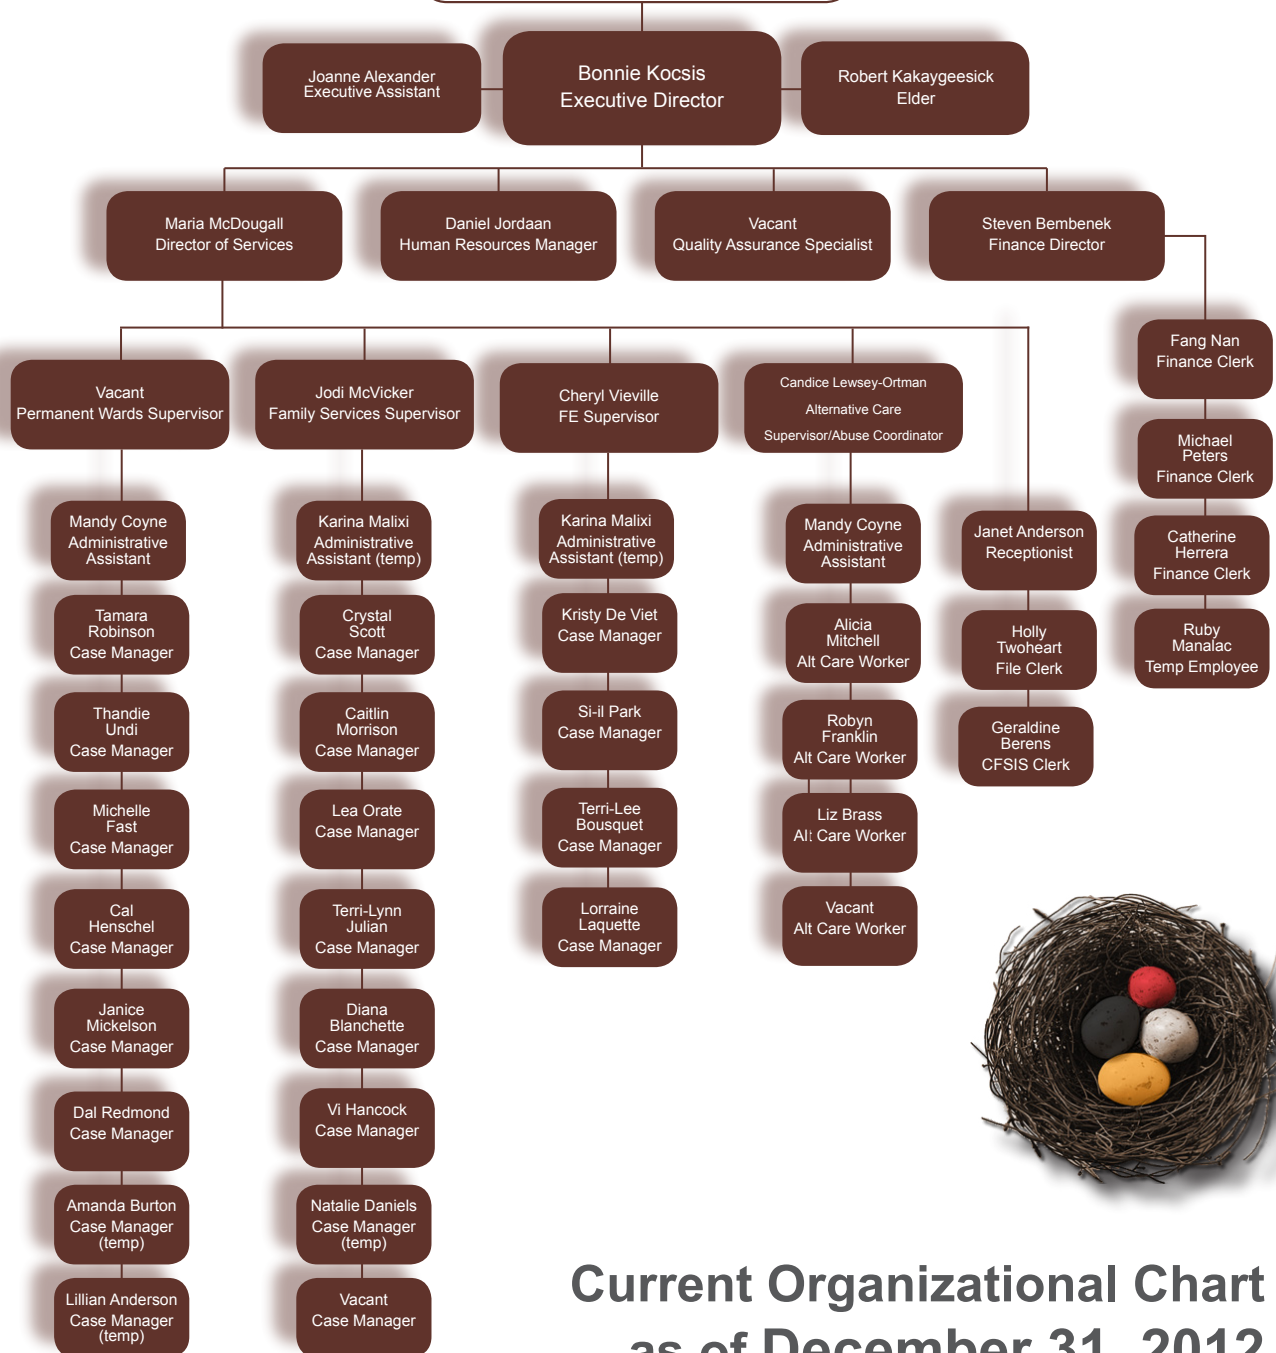 Joanne Alexander
Executive Assistant
Bonnie Kocsis
Executive Director
Robert Kakaygeesick
Elder
Maria McDougall
Director of Services
Daniel Jordaan
Human Resources Manager
Vacant
Quality Assurance Specialist
Steven Bembenek
Finance Director
Fang Nan
Finance Clerk
Michael
Peters
Finance Clerk
Catherine
Herrera
Finance Clerk
Ruby
Manalac
Temp Employee
Vacant
Permanent Wards Supervisor
Jodi McVicker
Family Services Supervisor
Cheryl Vieville
FE Supervisor
Candice Lewsey-Ortman
Alternative Care
Supervisor/Abuse Coordinator
Mandy Coyne
Administrative
Assistant
Tamara
Robinson
Case Manager
Thandie
Undi
Case Manager
Michelle
Fast
Case Manager
Cal
Henschel
Case Manager
Janice
Mickelson
Case Manager
Dal Redmond
Case Manager
Amanda Burton
Case Manager
(temp)
Lillian Anderson
Case Manager
(temp)
Karina Malixi
Administrative
Assistant (temp)
Crystal
Scott
Case Manager
Caitlin
Morrison
Case Manager
Lea Orate
Case Manager
Terri-Lynn
Julian
Case Manager
Diana
Blanchette
Case Manager
Vi Hancock
Case Manager
Natalie Daniels
Case Manager
(temp)
Vacant
Case Manager
Karina Malixi
Administrative
Assistant (temp)
Kristy De Viet
Case Manager
Si-il Park
Case Manager
Terri-Lee
Bousquet
Case Manager
Lorraine
Laquette
Case Manager
Mandy Coyne
Administrative
Assistant
Alicia
Mitchell
Alt Care Worker
Robyn
Franklin
Alt Care Worker
Liz Brass
Alt Care Worker
Vacant
Alt Care Worker
Janet Anderson
Receptionist
Holly
Twoheart
File Clerk
Geraldine
Berens
CFSIS Clerk
Current Organizational Chart
as of December 31, 2012